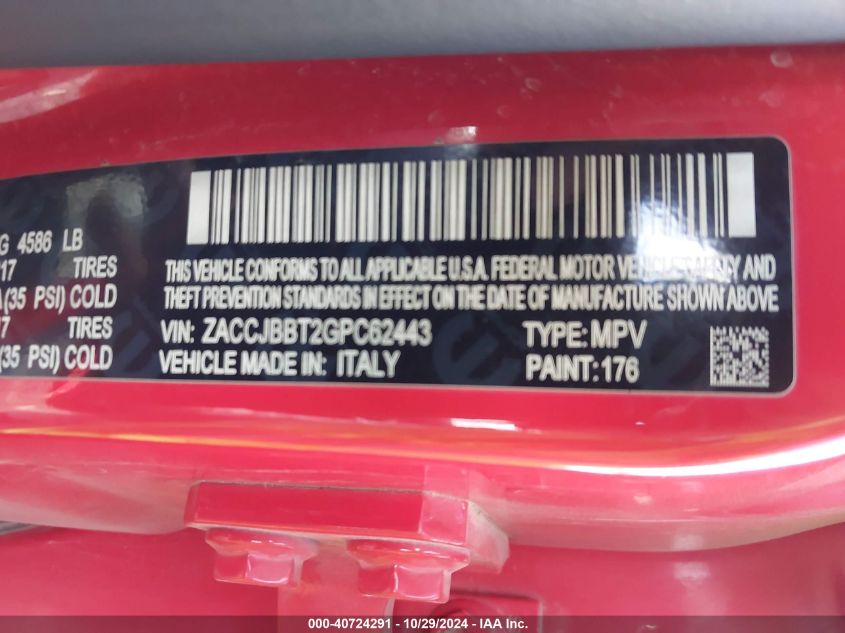 G 4586 LB
17 TIRES
(35 PSI) COLD
7 TIRES
(35 PSI) COLD
THIS VEHICLE CONFORMS TO ALL APPLICABLE U.S.A. FEDERAL MOTOR VEHICLE SAFETY AND
THEFT PREVENTION STANDARDS IN EFFECT ON THE DATE OF MANUFACTURE SHOWN ABOVE
VIN: ZACCJBBT2GPC62443 TYPE: MPV
VEHICLE MADE IN: ITALY PAINT: 176
000-40724291 - 10/29/2024 - IAA Inc.